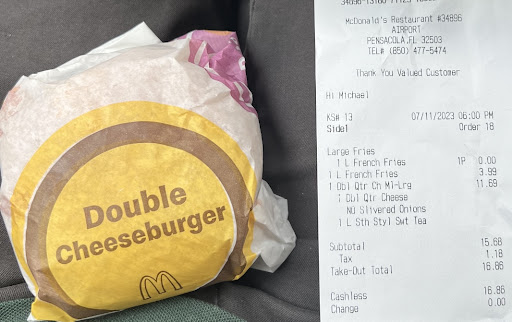 Double
Cheeseburger
McDonald's Restaurant #34896
AIRPORT
PENSACOLA,FL 32503
TEL# (850) 477-5474
Thank You Valued Customer
Hi Michael
KS# 13 07/11/2023 06:00 PM
Side1 Order 18
Large Fries
1 L French Fries 1P 0.00
1 L French Fries 3.99
1 Dbl Qtr Ch Ml-Lrg 11.69
1 Dbl Qtr Cheese
NO Slivered Onions
1 L Sth Styl Swt Tea
Subtotal 15.68
Tax 1.18
Take-Out Total 16.86
Cashless 16.86
Change 0.00